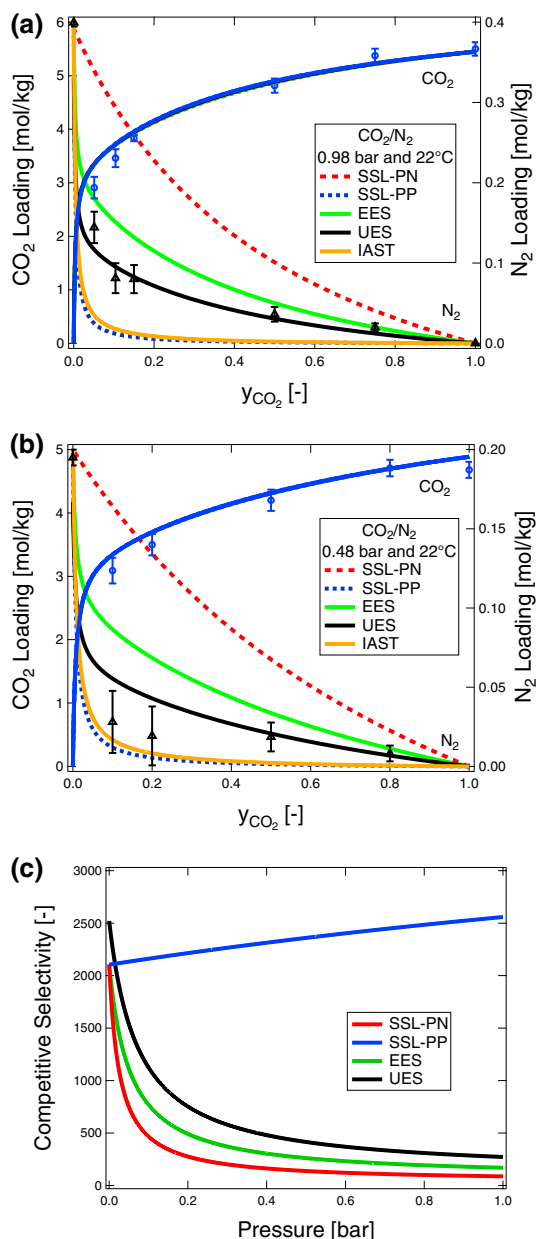 (a)
6
5
4
3
2
1
0
CO2 Loading [mol/kg]
0.4
0.3
0.2
0.1
0.0
N2 Loading [mol/kg]
CO2
CO2/N2
0.98 bar and 22°C
SSL-PN
SSL-PP
EES
UES
IAST
N2
0.0 0.2 0.4 0.6 0.8 1.0
yCO2 [-]
(b)
5
4
3
2
1
0
CO2 Loading [mol/kg]
0.20
0.15
0.10
0.05
0.00
N2 Loading [mol/kg]
CO2
CO2/N2
0.48 bar and 22°C
SSL-PN
SSL-PP
EES
UES
IAST
N2
0.0 0.2 0.4 0.6 0.8 1.0
yCO2 [-]
(c)
3000
2500
2000
1500
1000
500
0
Competitive Selectivity [-]
SSL-PN
SSL-PP
EES
UES
0.0 0.2 0.4 0.6 0.8 1.0
Pressure [bar]